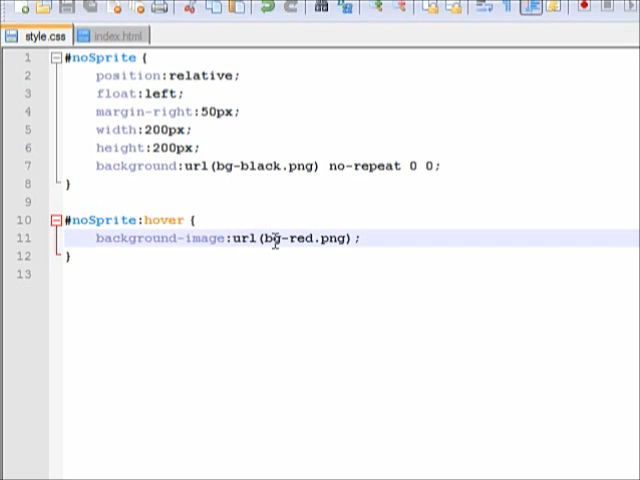 style.css index.html
1 #noSprite {
2 position:relative;
3 float:left;
4 margin-right:50px;
5 width:200px;
6 height:200px;
7 background:url(bg-black.png) no-repeat 0 0;
8 }
9
10 #noSprite:hover {
11 background-image:url(bg-red.png);
12 }
13